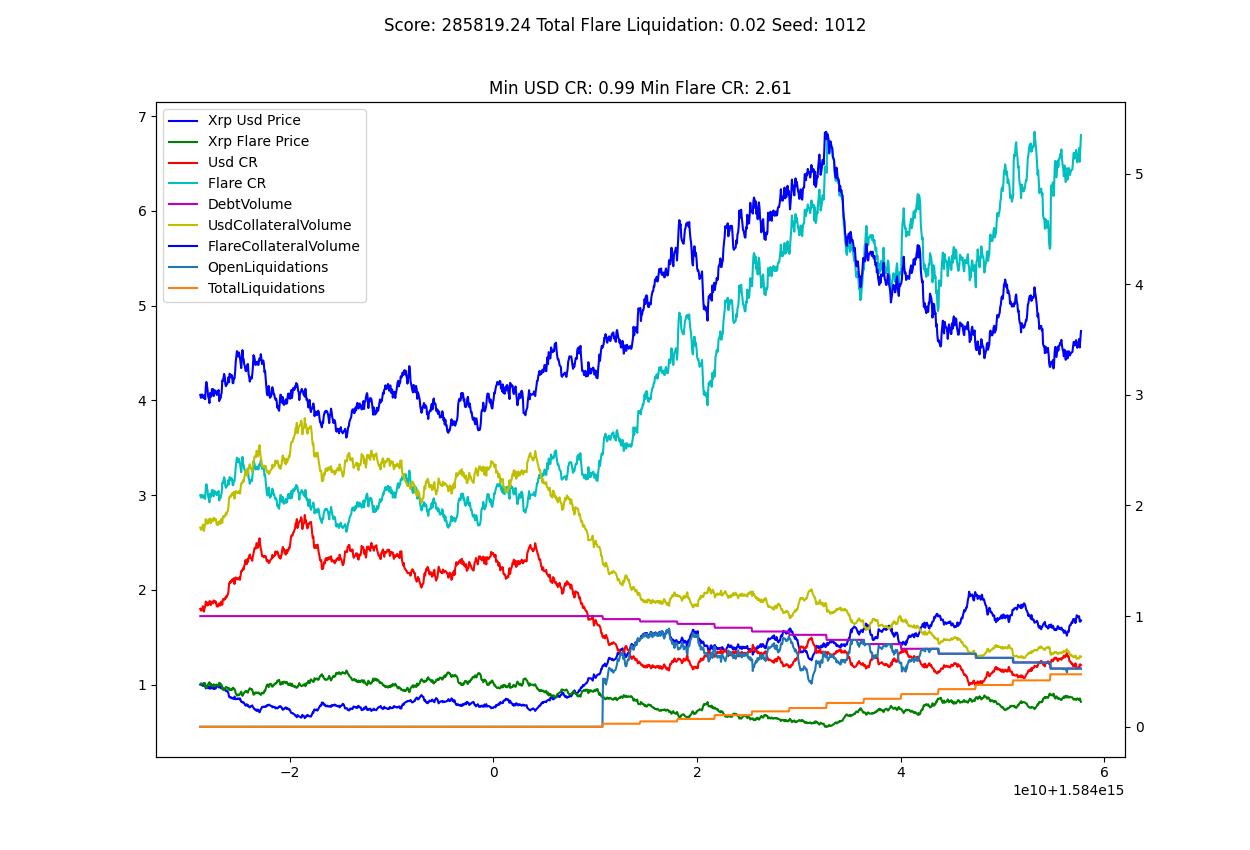 Score: 285819.24 Total Flare Liquidation: 0.02 Seed: 1012
Min USD CR: 0.99 Min Flare CR: 2.61
Xrp Usd Price
Xrp Flare Price
Usd CR
Flare CR
DebtVolume
UsdCollateralVolume
FlareCollateralVolume
OpenLiquidations
TotalLiquidations
7
6
5
4
3
2
1
5
4
3
2
1
0
−2
0
2
4
6
1e10+1.584e15